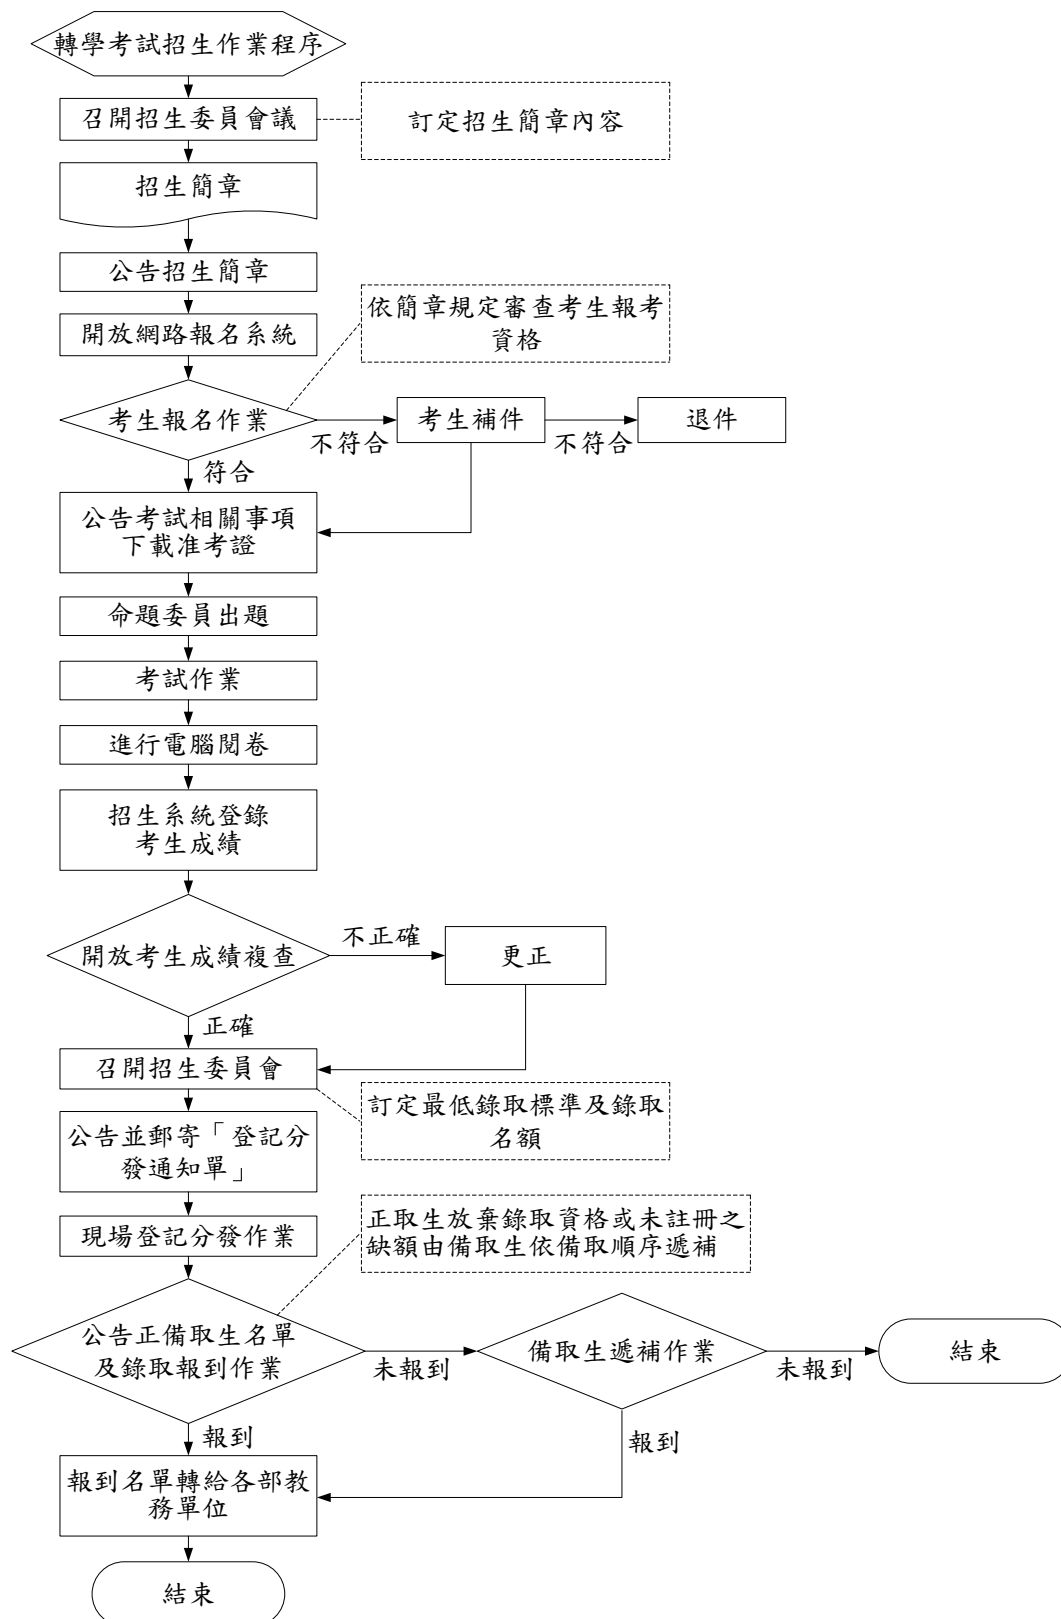 轉學考試招生作業程序
召開招生委員會議
訂定招生簡章內容
招生簡章
公告招生簡章
依簡章規定審查考生報考
資格
開放網路報名系統
考生報名作業
不符合
考生補件
不符合
退件
符合
公告考試相關事項
下載准考證
命題委員出題
考試作業
進行電腦閱卷
招生系統登錄
考生成績
開放考生成績複查
不正確
更正
正確
召開招生委員會
訂定最低錄取標準及錄取
名額
公告並郵寄「登記分
發通知單」
現場登記分發作業
正取生放棄錄取資格或未註冊之
缺額由備取生依備取順序遞補
公告正備取生名單
及錄取報到作業
未報到
備取生遞補作業
未報到
結束
報到
報到
報到名單轉給各部教
務單位
結束